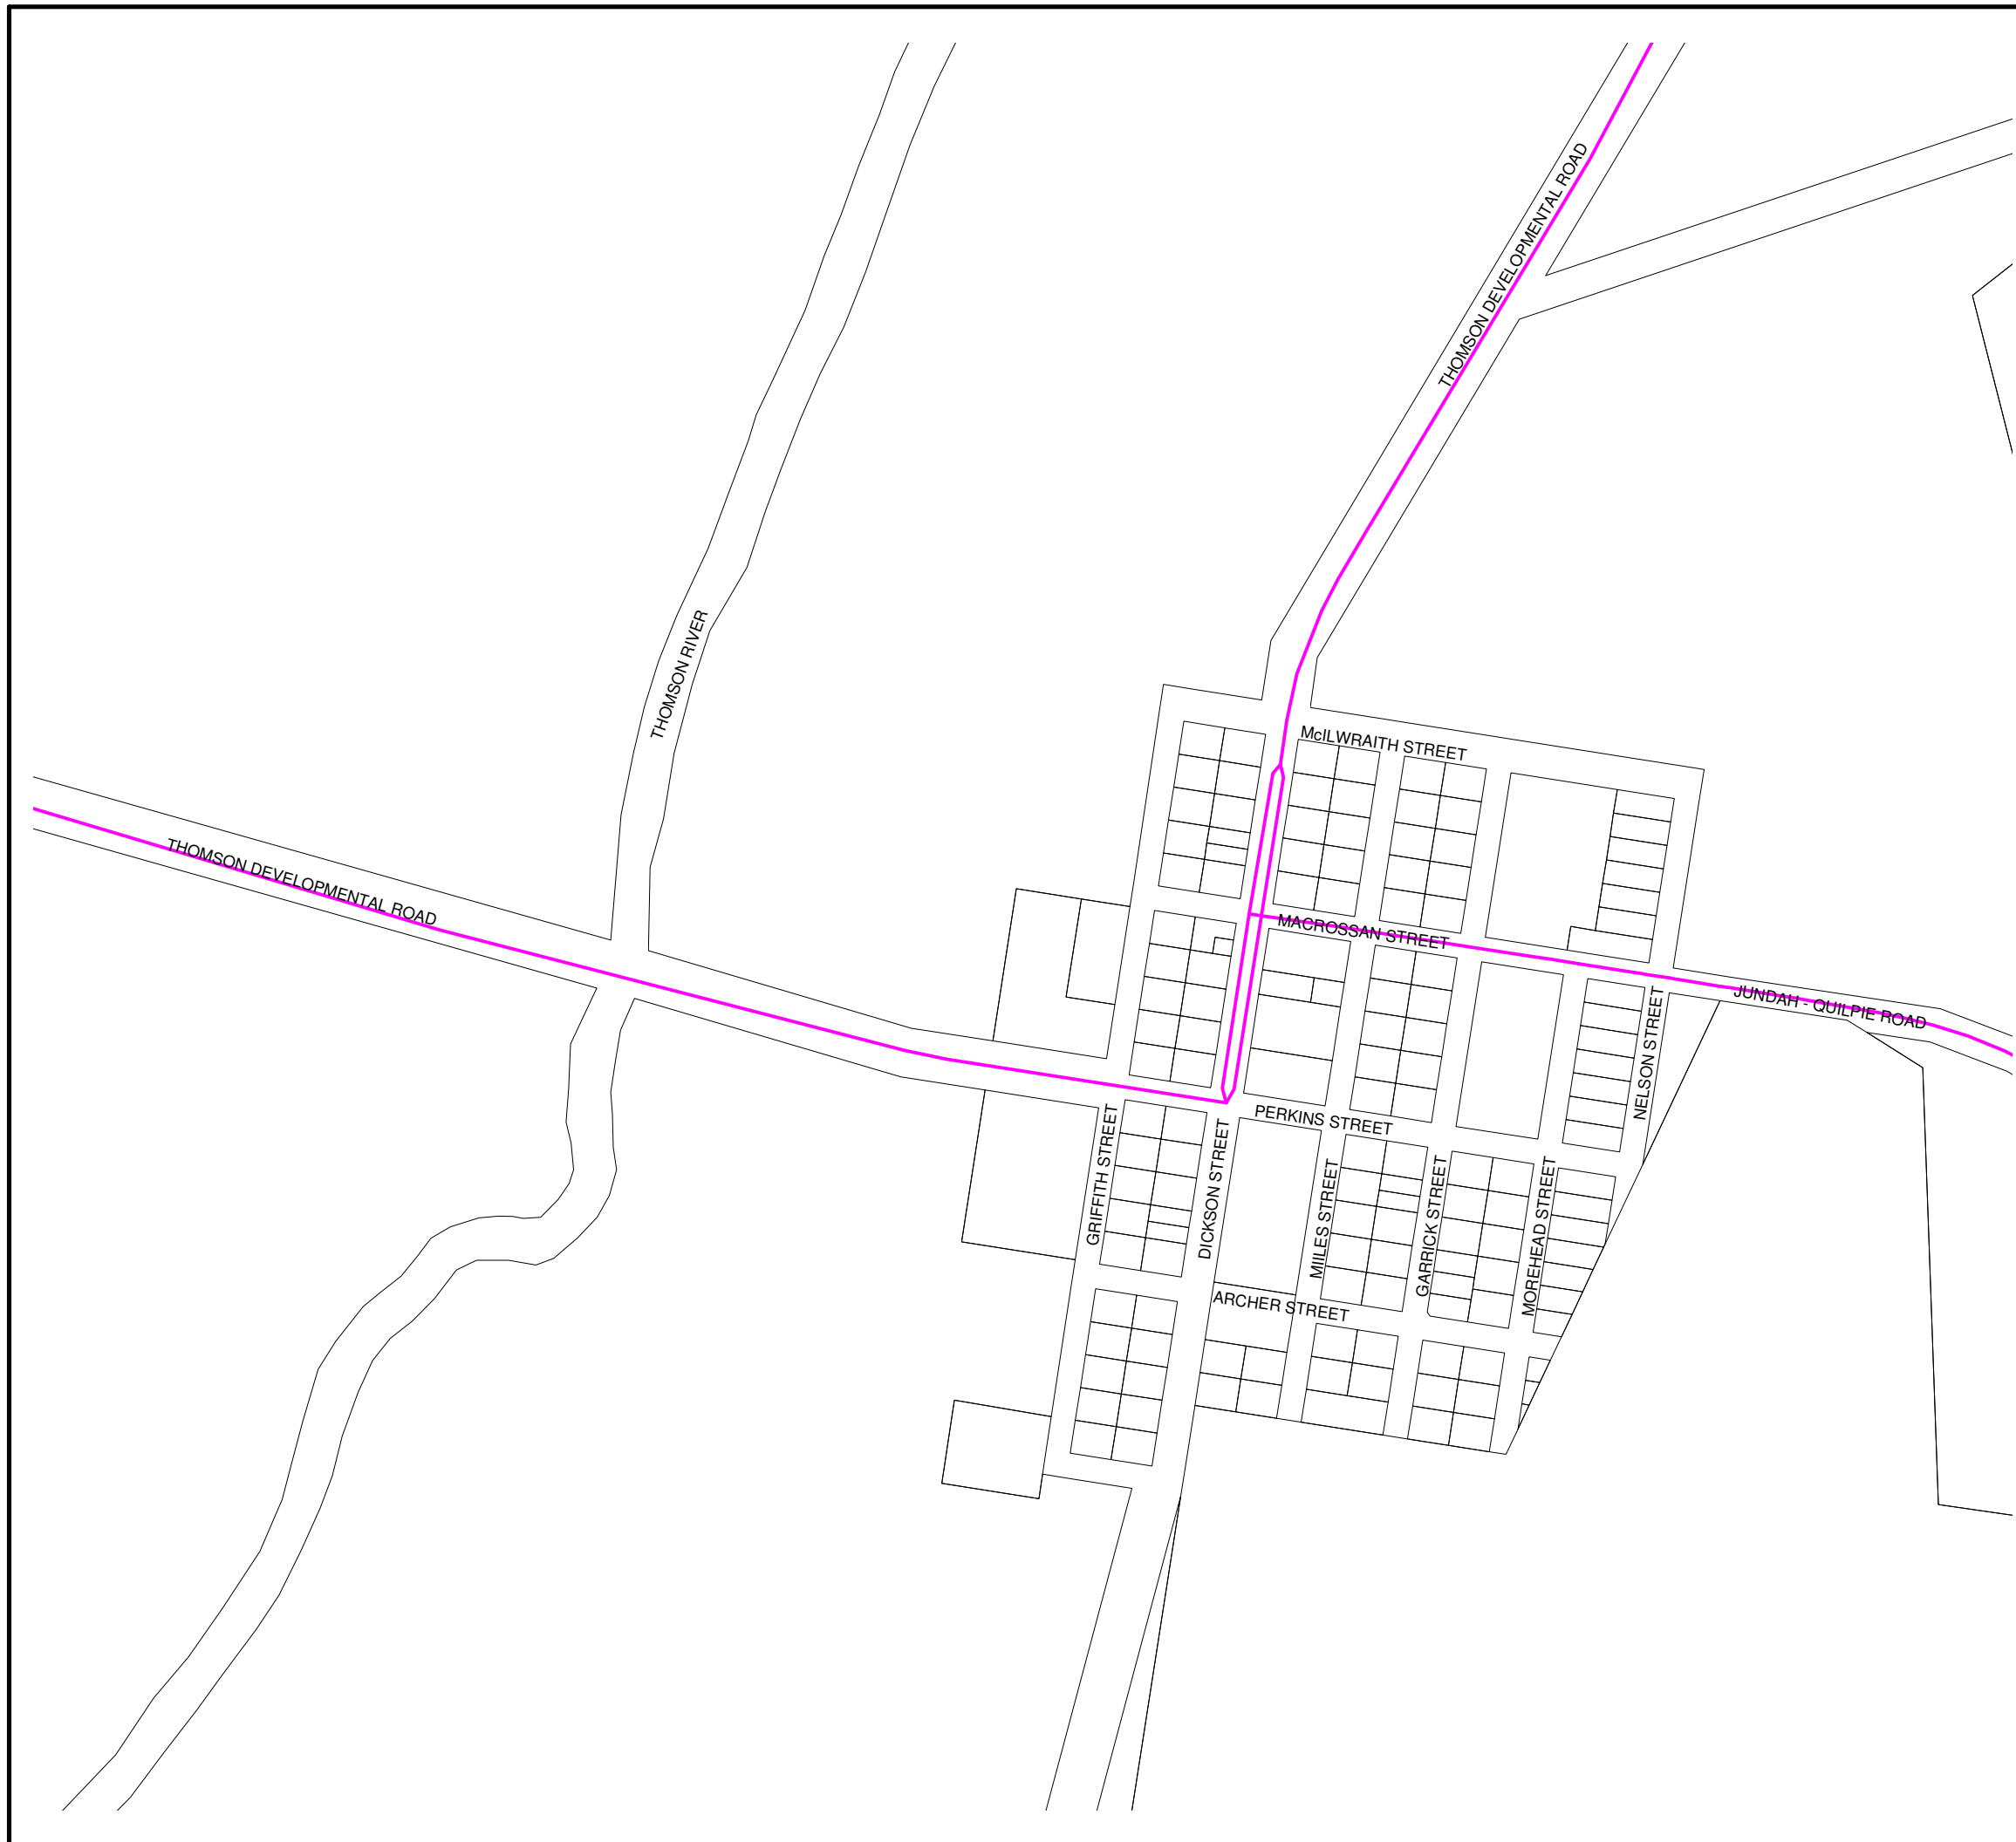 THOMSON DEVELOPMENTAL ROAD
THOMSON RIVER
McILWRAITH STREET
THOMSON DEVELOPMENTAL ROAD
MACROSSAN STREET
JUNDAH - QUILPIE ROAD
NELSON STREET
PERKINS STREET
GRIFFITH STREET
DICKSON STREET
MIILES STREET
GARRICK STREET
MOREHEAD STREET
ARCHER STREET